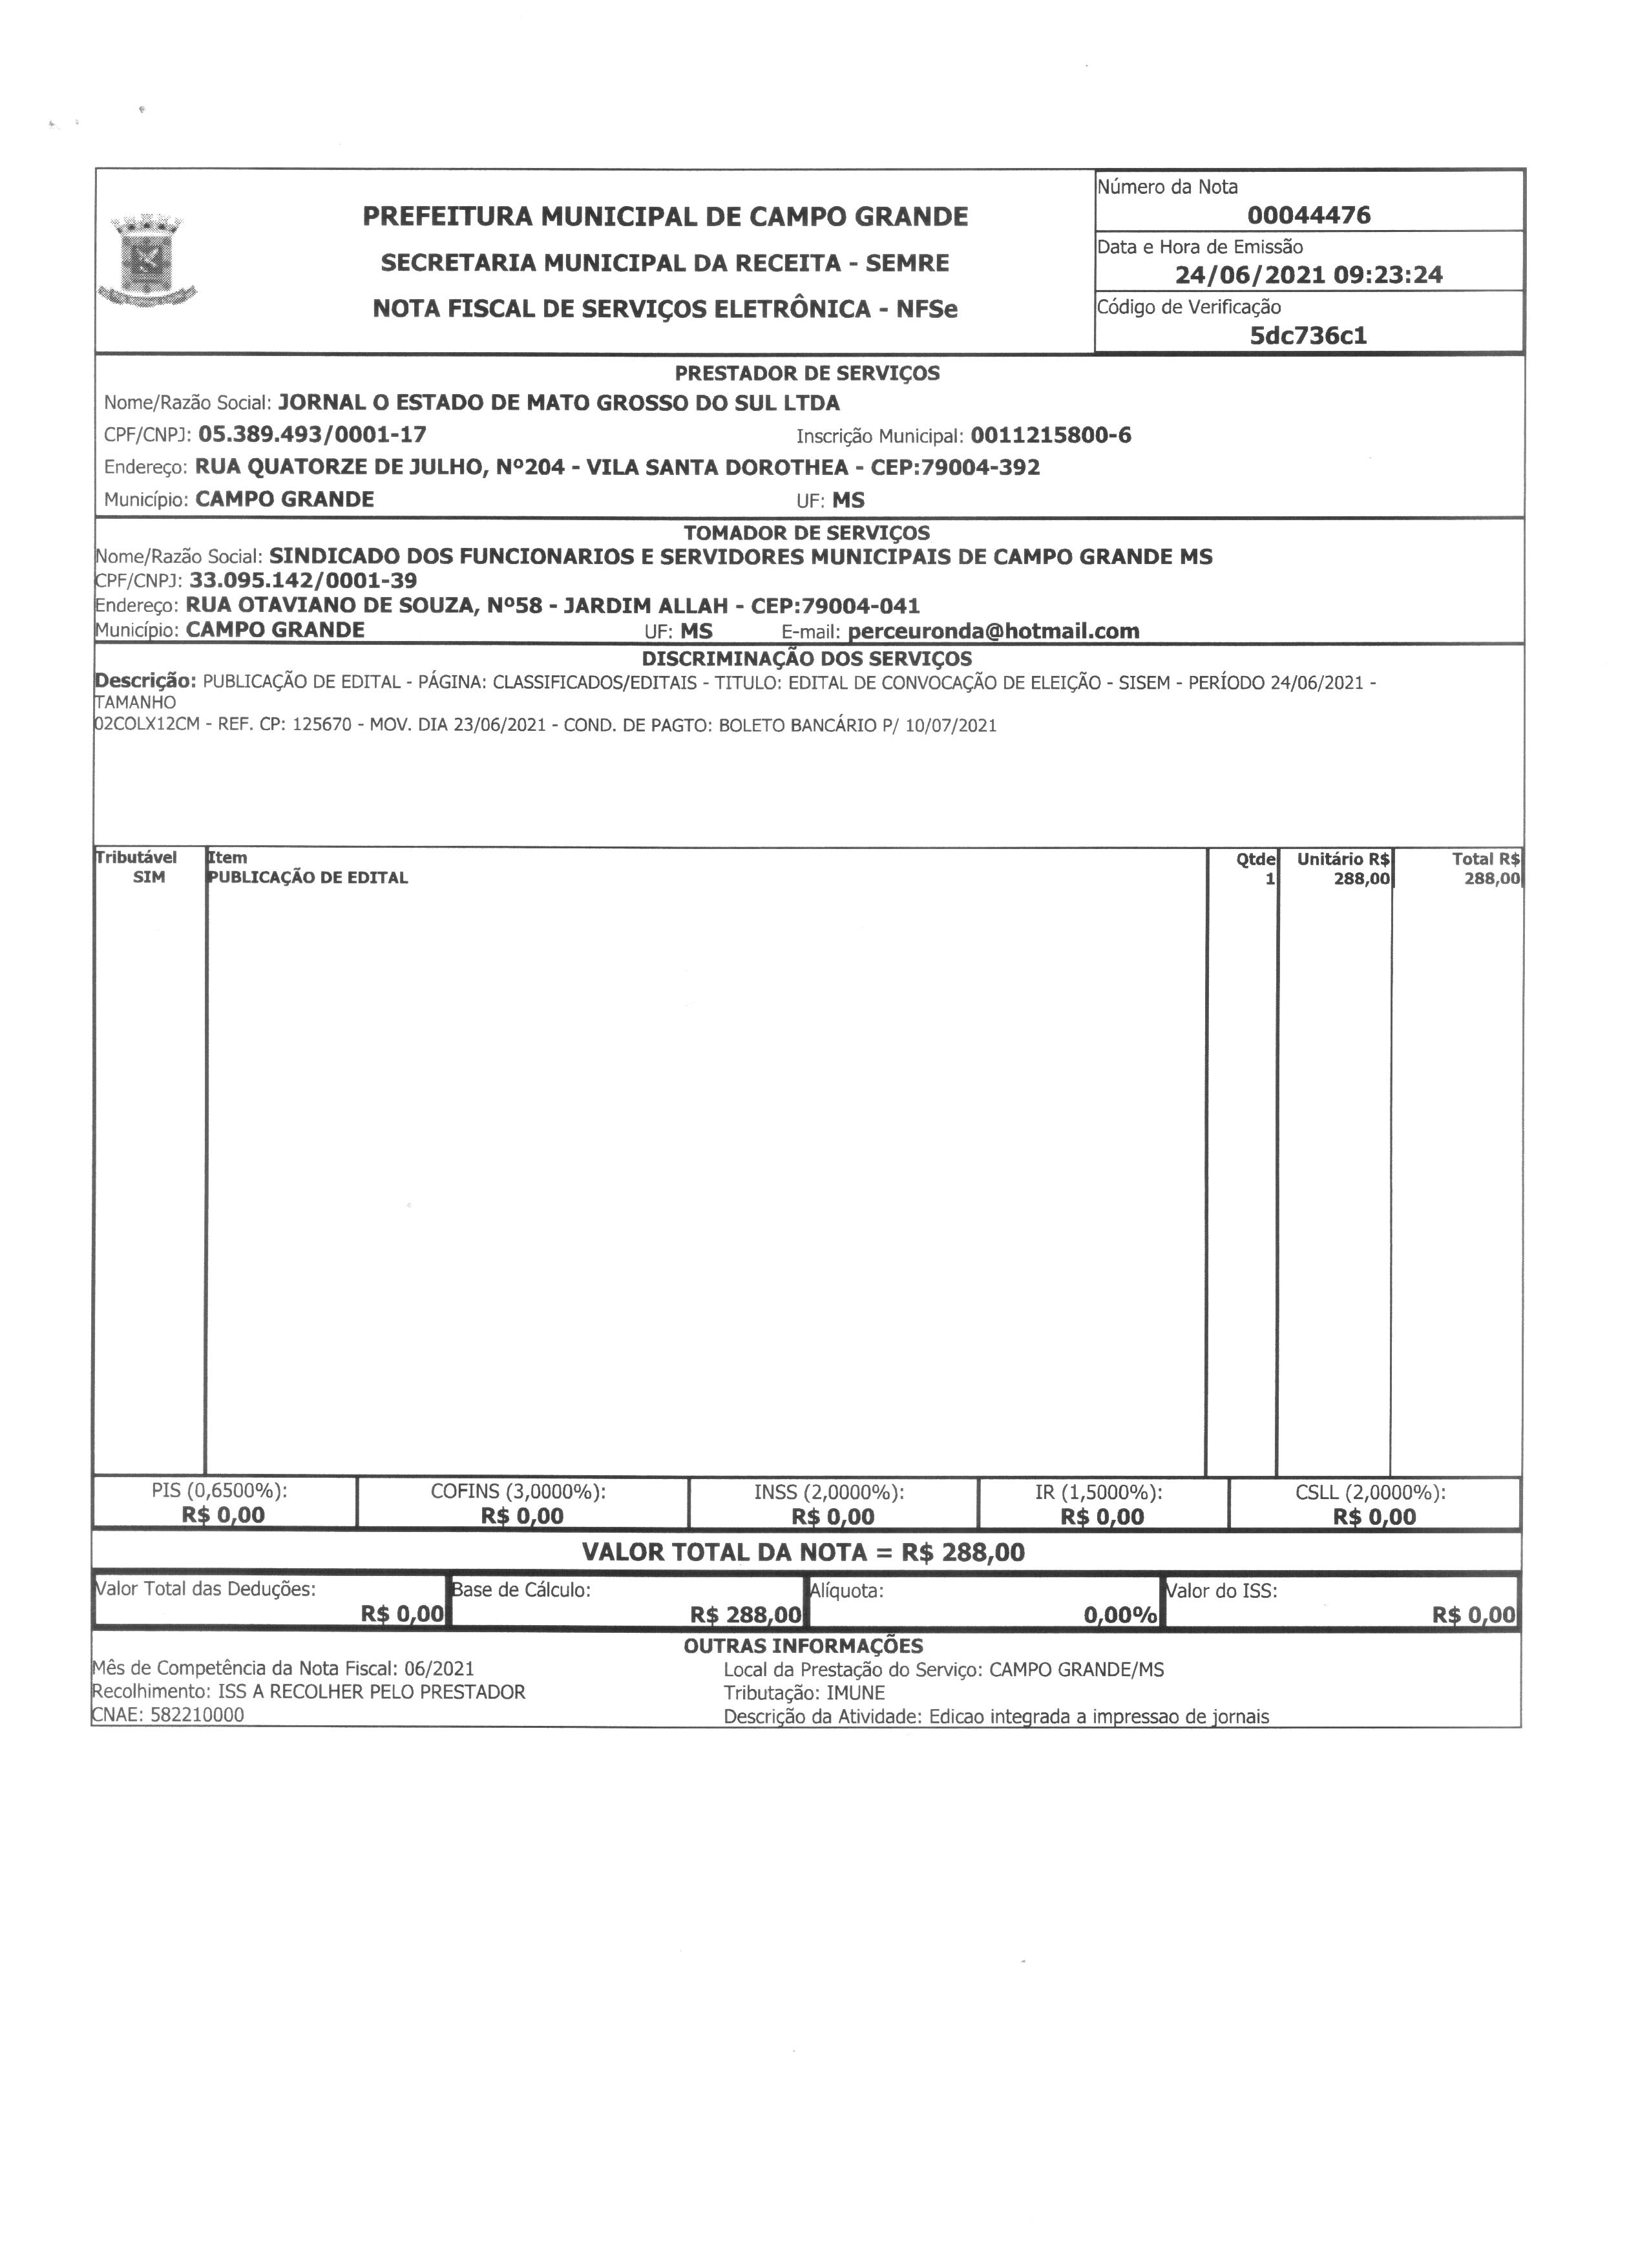 PREFEITURA MUNICIPAL DE CAMPO GRANDE
SECRETARIA MUNICIPAL DA RECEITA - SEMRE
NOTA FISCAL DE SERVIÇOS ELETRÔNICA - NFSe
Número da Nota
00044476
Data e Hora de Emissão
24/06/2021 09:23:24
Código de Verificação
5dc736c1
PRESTADOR DE SERVIÇOS
Nome/Razão Social: JORNAL O ESTADO DE MATO GROSSO DO SUL LTDA
CPF/CNPJ: 05.389.493/0001-17 Inscrição Municipal: 0011215800-6
Endereço: RUA QUATORZE DE JULHO, Nº204 - VILA SANTA DOROTHEA - CEP:79004-392
Município: CAMPO GRANDE UF: MS
TOMADOR DE SERVIÇOS
Nome/Razão Social: SINDICADO DOS FUNCIONARIOS E SERVIDORES MUNICIPAIS DE CAMPO GRANDE MS
CPF/CNPJ: 33.095.142/0001-39
Endereço: RUA OTAVIANO DE SOUZA, Nº58 - JARDIM ALLAH - CEP:79004-041
Município: CAMPO GRANDE UF: MS E-mail: perceuronda@hotmail.com
DISCRIMINAÇÃO DOS SERVIÇOS
Descrição: PUBLICAÇÃO DE EDITAL - PÁGINA: CLASSIFICADOS/EDITAIS - TITULO: EDITAL DE CONVOCAÇÃO DE ELEIÇÃO - SISEM - PERÍODO 24/06/2021 -
TAMANHO
02COLX12CM - REF. CP: 125670 - MOV. DIA 23/06/2021 - COND. DE PAGTO: BOLETO BANCÁRIO P/ 10/07/2021
Tributável Item Qtde Unitário R$ Total R$
SIM PUBLICAÇÃO DE EDITAL 1 288,00 288,00
PIS (0,6500%): COFINS (3,0000%): INSS (2,0000%): IR (1,5000%): CSLL (2,0000%):
R$ 0,00 R$ 0,00 R$ 0,00 R$ 0,00 R$ 0,00
VALOR TOTAL DA NOTA = R$ 288,00
Valor Total das Deduções: Base de Cálculo: Alíquota: Valor do ISS:
R$ 0,00 R$ 288,00 0,00% R$ 0,00
OUTRAS INFORMAÇÕES
Mês de Competência da Nota Fiscal: 06/2021 Local da Prestação do Serviço: CAMPO GRANDE/MS
Recolhimento: ISS A RECOLHER PELO PRESTADOR Tributação: IMUNE
CNAE: 582210000 Descrição da Atividade: Edicao integrada a impressao de jornais